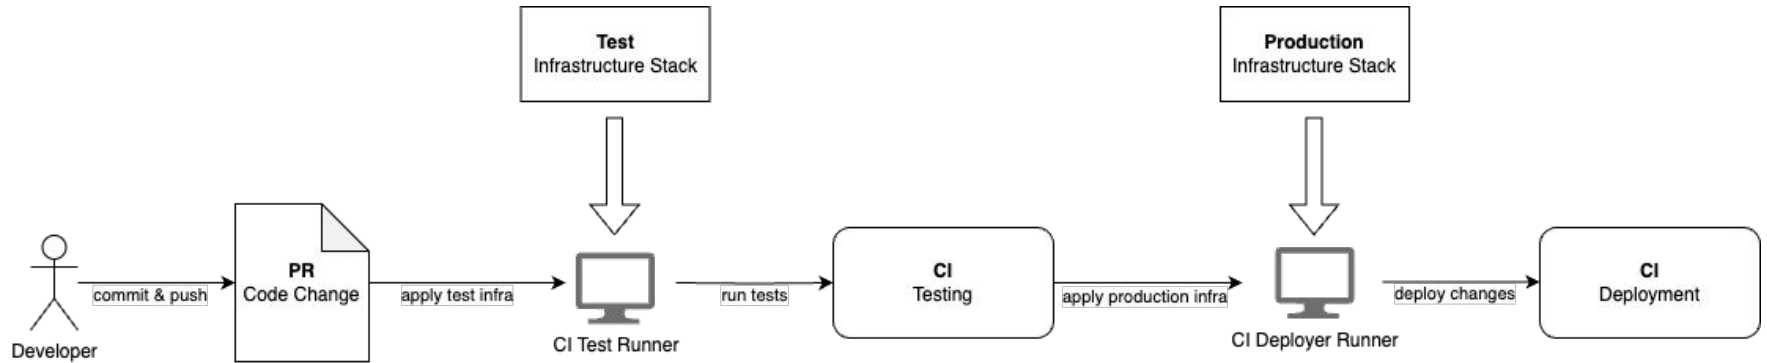 Test
Infrastructure Stack
Production
Infrastructure Stack
Developer
commit & push
PR
Code Change
apply test infra
CI Test Runner
run tests
CI
Testing
apply production infra
CI Deployer Runner
deploy changes
CI
Deployment